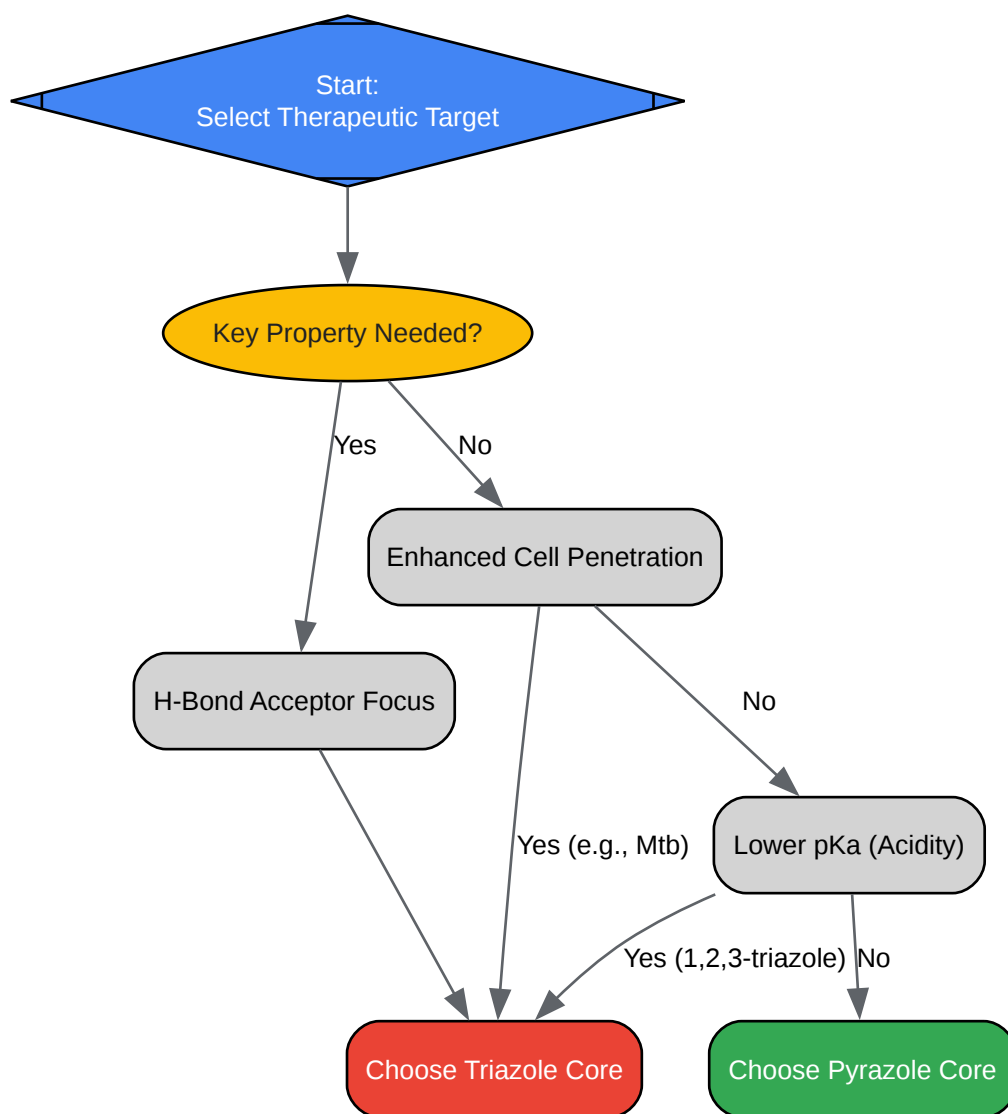 Start:
Select Therapeutic Target
Key Property Needed?
Yes
No
Enhanced Cell Penetration
H-Bond Acceptor Focus
No
Yes (e.g., Mtb)
Lower pKa (Acidity)
Yes (1,2,3-triazole)
No
Choose Triazole Core
Choose Pyrazole Core